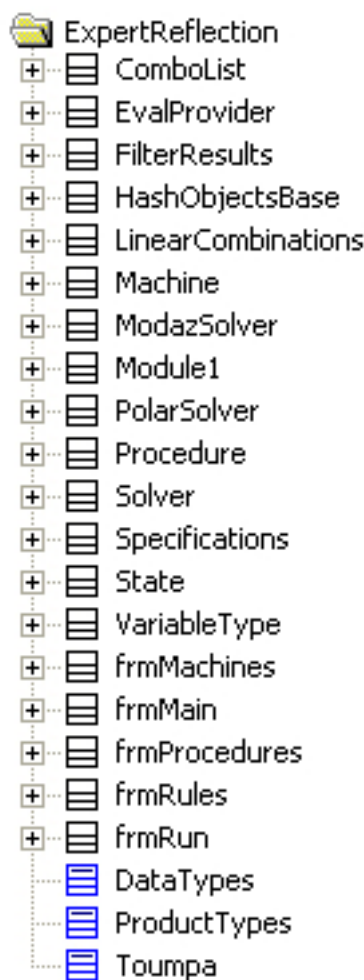 ExpertReflection
ComboList
EvalProvider
FilterResults
HashObjectsBase
LinearCombinations
Machine
ModazSolver
Module1
PolarSolver
Procedure
Solver
Specifications
State
VariableType
frmMachines
frmMain
frmProcedures
frmRules
frmRun
DataTypes
ProductTypes
Toumpa